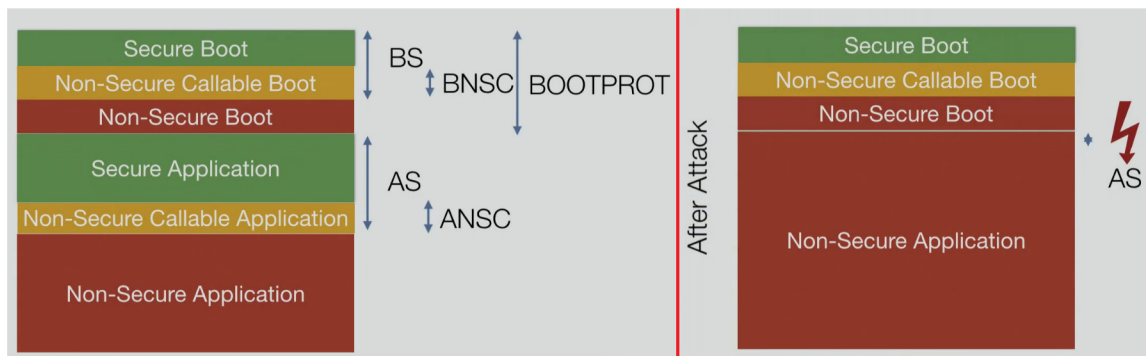 Secure Boot
Non-Secure Callable Boot
Non-Secure Boot
Secure Application
Non-Secure Callable Application
Non-Secure Application
BS
BNSC
BOOTPROT
AS
ANSC
After Attack
Secure Boot
Non-Secure Callable Boot
Non-Secure Boot
Non-Secure Application
AS